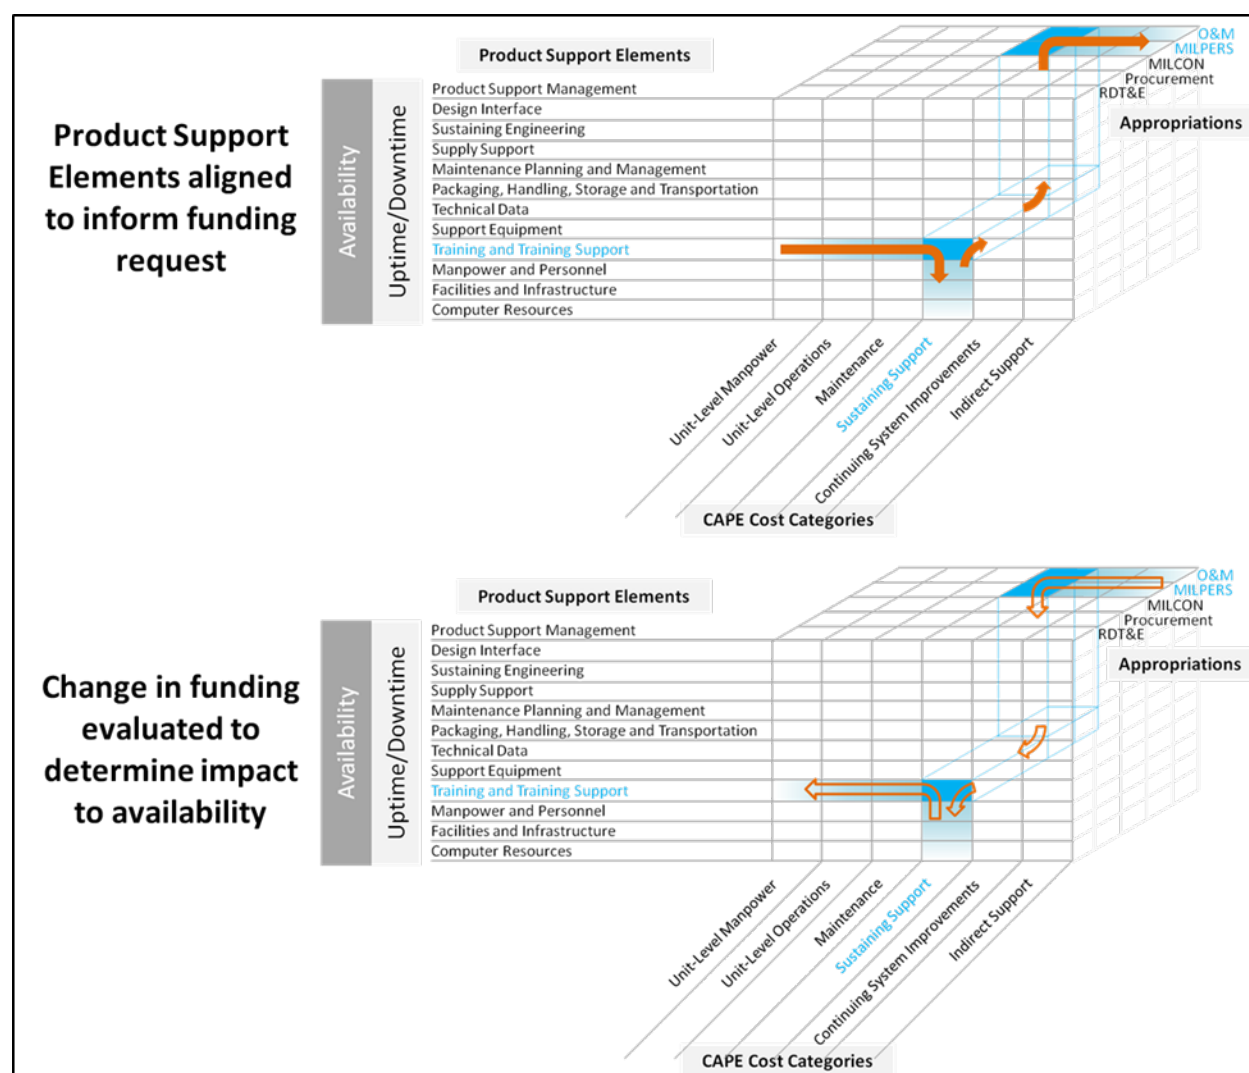 Product Support
Elements aligned
to inform funding
request
Availability
Uptime/Downtime
Product Support Elements
Product Support Management
Design Interface
Sustaining Engineering
Supply Support
Maintenance Planning and Management
Packaging, Handling, Storage and Transportation
Technical Data
Support Equipment
Training and Training Support
Manpower and Personnel
Facilities and Infrastructure
Computer Resources
O&M
MILPERS
MILCON
Procurement
RDT&E
Appropriations
Unit-Level Manpower
Unit-Level Operations
Maintenance
Sustaining Support
Continuing System Improvements
Indirect Support
CAPE Cost Categories
Change in funding
evaluated to
determine impact
to availability
Availability
Uptime/Downtime
Product Support Elements
Product Support Management
Design Interface
Sustaining Engineering
Supply Support
Maintenance Planning and Management
Packaging, Handling, Storage and Transportation
Technical Data
Support Equipment
Training and Training Support
Manpower and Personnel
Facilities and Infrastructure
Computer Resources
O&M
MILPERS
MILCON
Procurement
RDT&E
Appropriations
Unit-Level Manpower
Unit-Level Operations
Maintenance
Sustaining Support
Continuing System Improvements
Indirect Support
CAPE Cost Categories